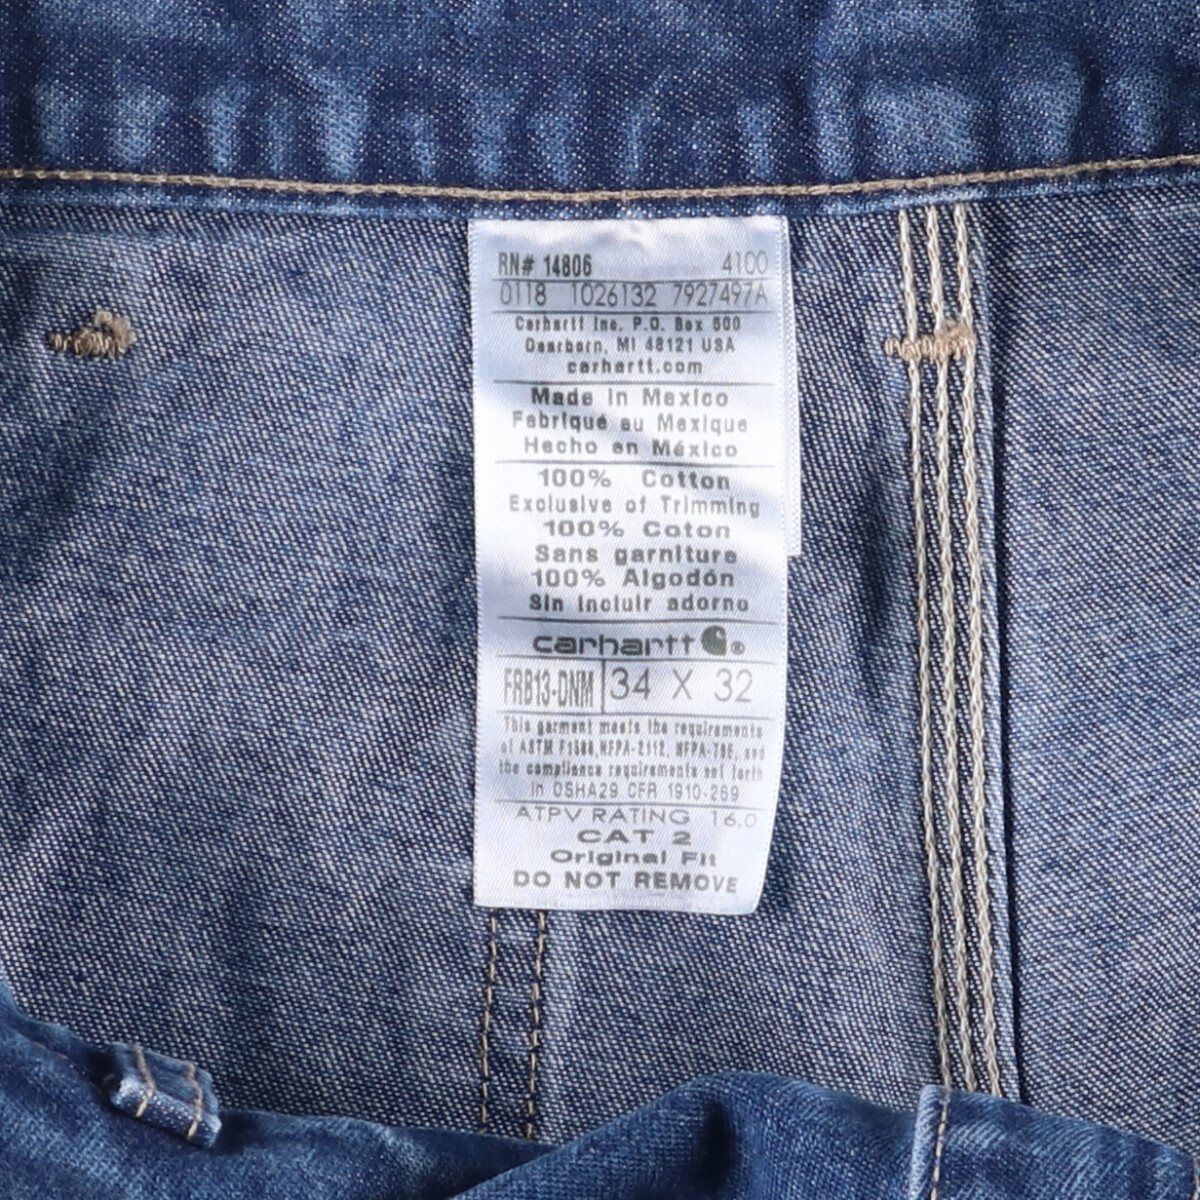 RN# 14806 4100
0118 1026132 7927497A
Carhartt Inc. P.O. Box 600
Dearborn, MI 48121 USA
carhartt.com
Made in Mexico
Fabriqué au Mexique
Hecho en México
100% Cotton
Exclusive of Trimming
100% Coton
Sans garniture
100% Algodón
Sin Incluir adorno
carhartt®
FRB13-DNM 34 X 32
This garment meets the requirements
of ASTM F1506, NFPA-2112, NFPA-70E, and
the compliance requirements set forth
in OSHA29 CFR 1910-269
ATPV RATING 16.0
CAT 2
Original Fit
DO NOT REMOVE